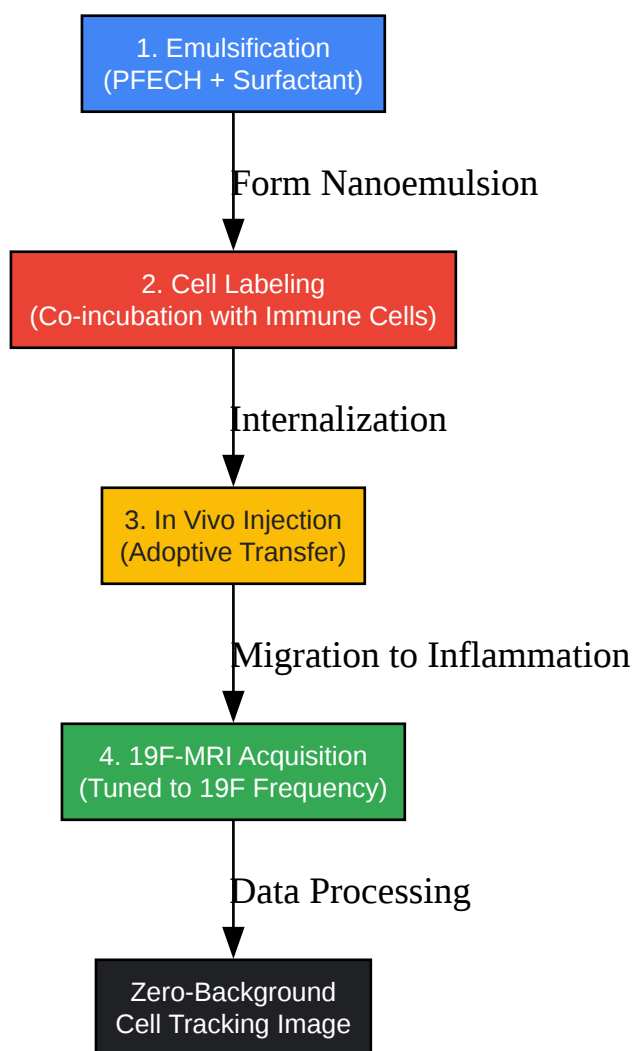 1. Emulsification
(PFECH + Surfactant)
Form Nanoemulsion
2. Cell Labeling
(Co-incubation with Immune Cells)
Internalization
3. In Vivo Injection
(Adoptive Transfer)
Migration to Inflammation
4. 19F-MRI Acquisition
(Tuned to 19F Frequency)
Data Processing
Zero-Background
Cell Tracking Image